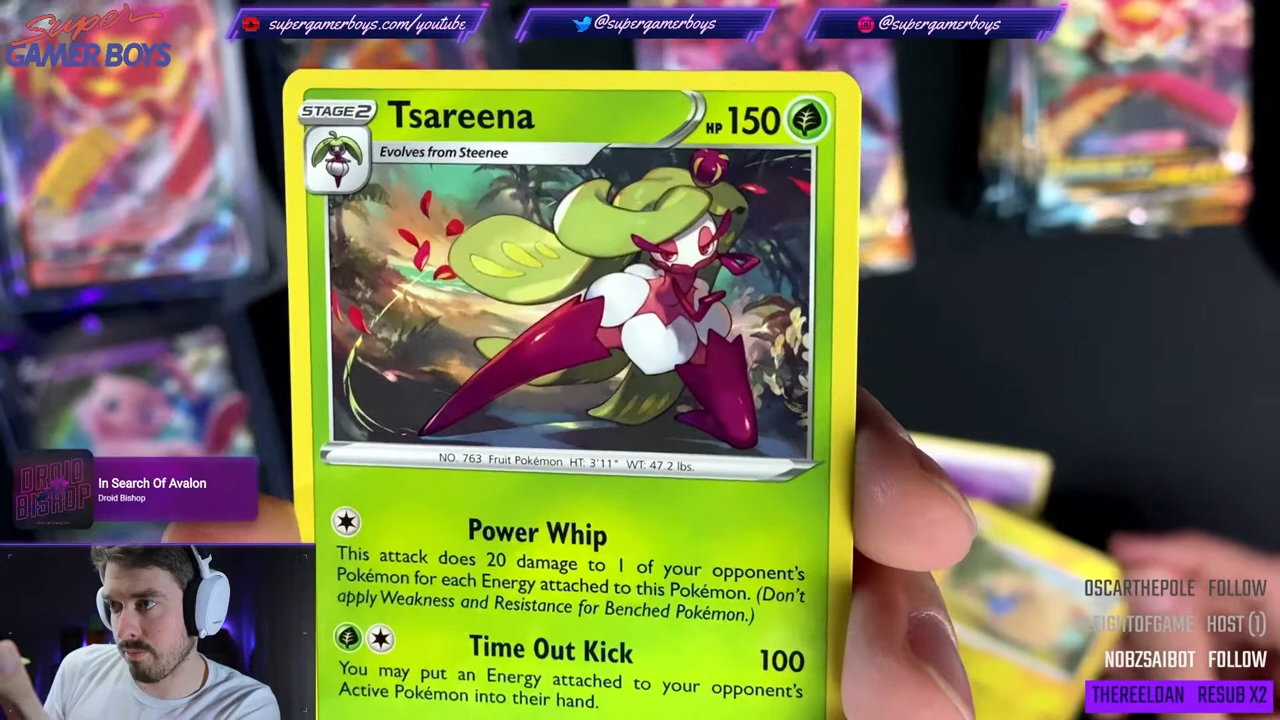 Super
GAMER BOYS
supergamerboys.com/youtube
@supergamerboys
@supergamerboys
STAGE2
Tsareena
HP 150
Evolves from Steenee
NO. 763 Fruit Pokémon HT: 3'11" WT: 47.2 lbs.
Power Whip
This attack does 20 damage to 1 of your opponent's
Pokémon for each Energy attached to this Pokémon. (Don't
apply Weakness and Resistance for Benched Pokémon.)
Time Out Kick 100
You may put an Energy attached to your opponent's
Active Pokémon into their hand.
DROID
BISHOP
In Search Of Avalon
Droid Bishop
OSCARTHEPOLE FOLLOW
EIGHTOFGAME HOST (1)
NOBZSAIBOT FOLLOW
THEREELDAN RESUB X2